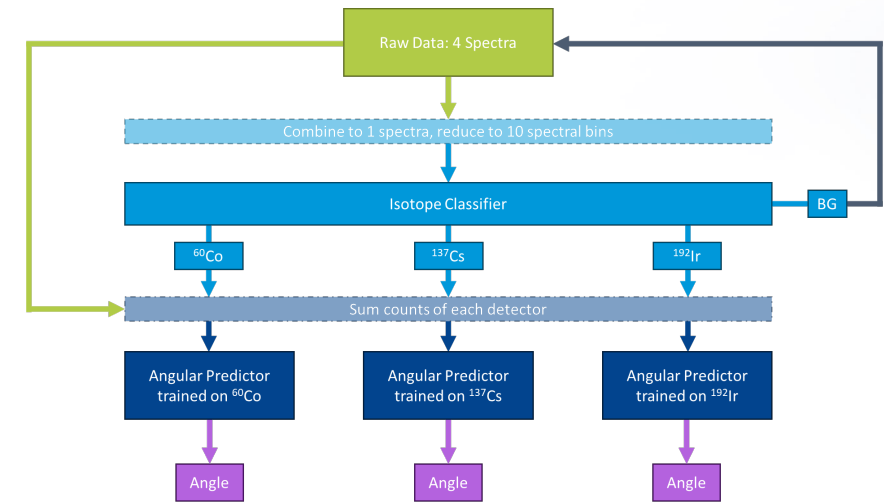 Raw Data: 4 Spectra
Combine to 1 spectra, reduce to 10 spectral bins
Isotope Classifier
BG
⁶⁰Co
¹³⁷Cs
¹⁹²Ir
Sum counts of each detector
Angular Predictor
trained on ⁶⁰Co
Angular Predictor
trained on ¹³⁷Cs
Angular Predictor
trained on ¹⁹²Ir
Angle
Angle
Angle